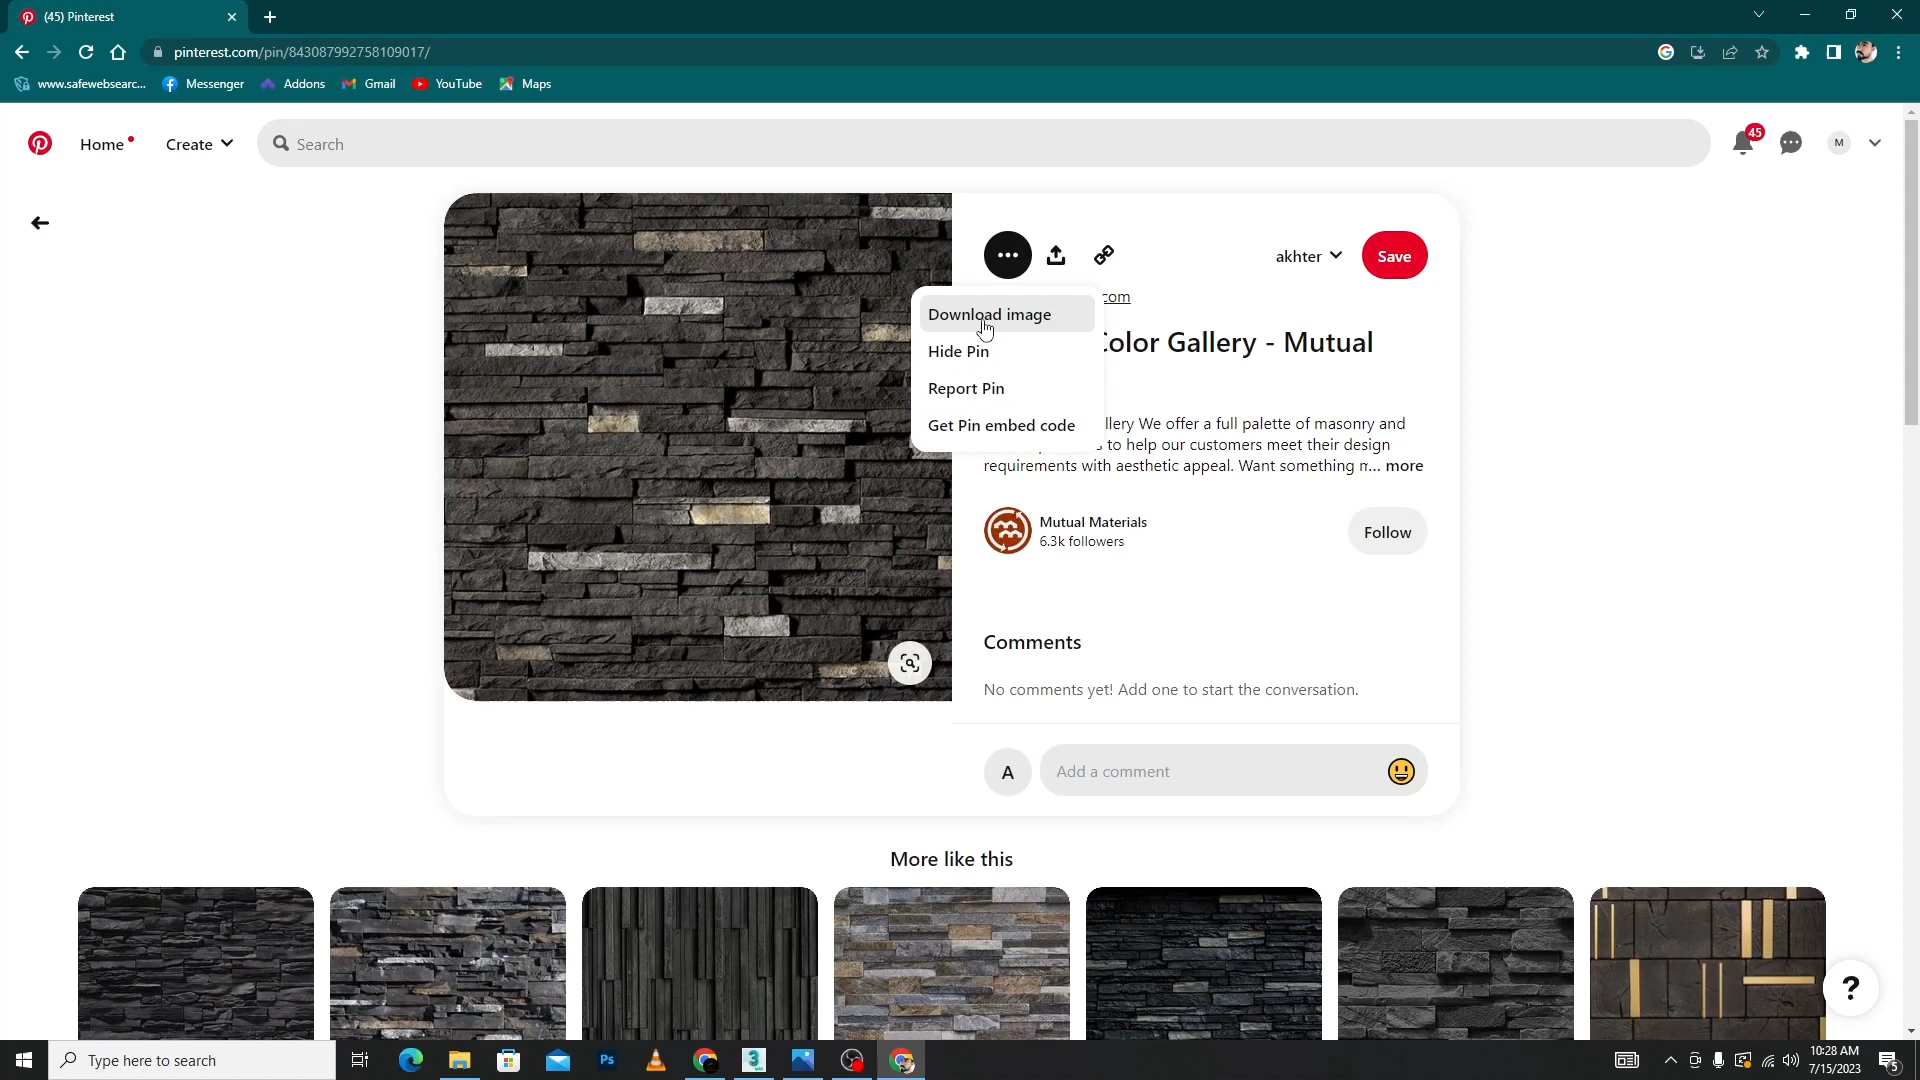 (45) Pinterest
pinterest.com/pin/843087992758109017/
www.safewebsearc...
Messenger
Addons
Gmail
YouTube
Maps
Home
Create
Search
45
M
akhter
Save
Download image
com
Hide Pin
Color Gallery - Mutual
Report Pin
Get Pin embed code
llery We offer a full palette of masonry and
to help our customers meet their design
requirements with aesthetic appeal. Want something m... more
Mutual Materials
6.3k followers
Follow
Comments
No comments yet! Add one to start the conversation.
A
Add a comment
More like this
?
Type here to search
Ps
3
10:28 AM
7/15/2023
5